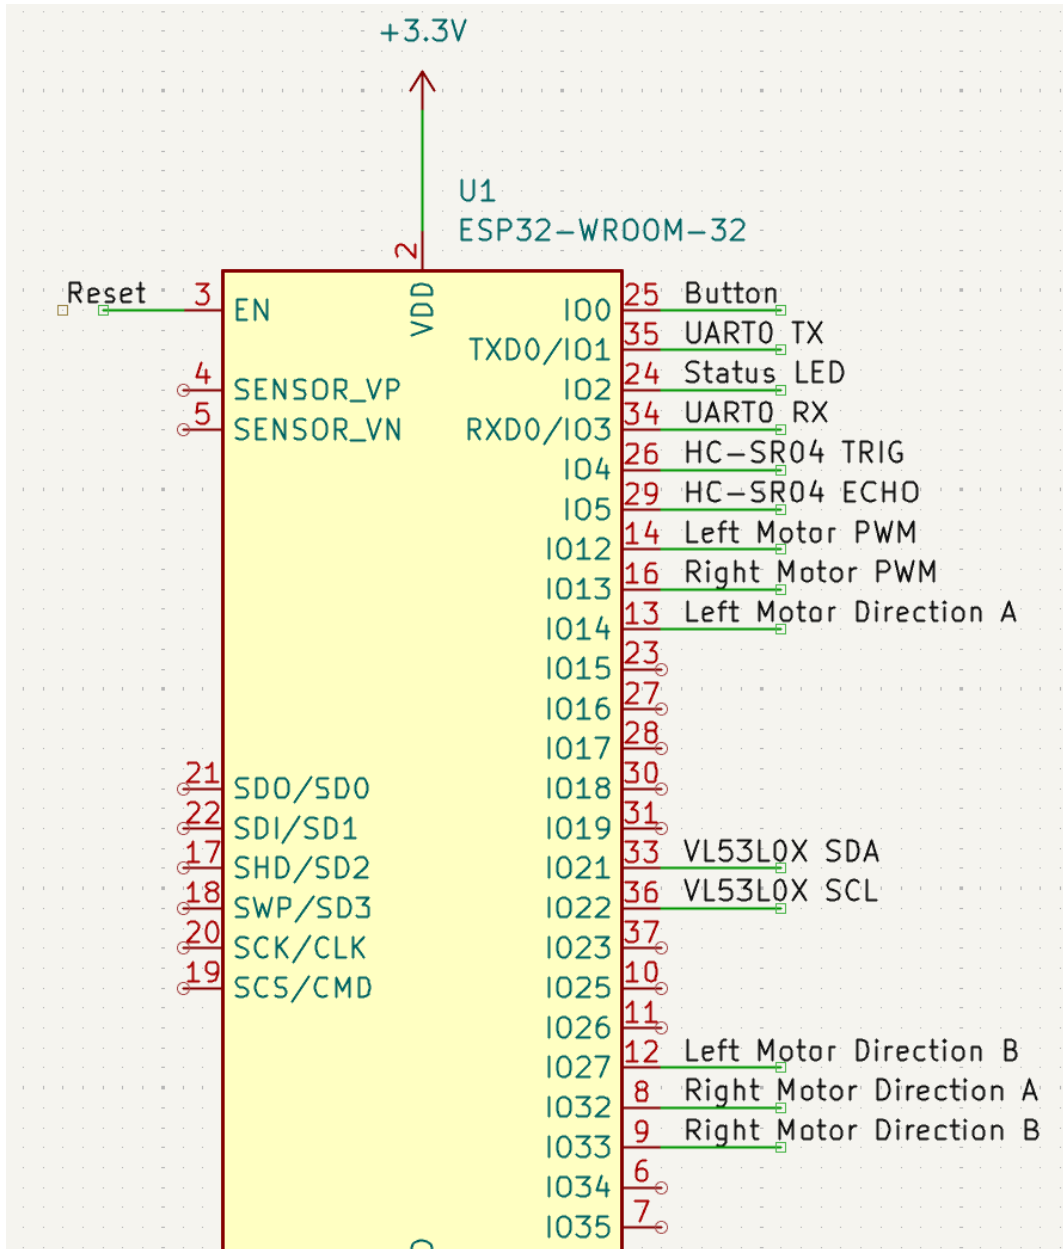 +3.3V
U1
ESP32-WROOM-32
2
VDD
Reset 3 EN
IO0 25 Button
TXD0/IO1 35 UART0 TX
4 SENSOR_VP
IO2 24 Status LED
5 SENSOR_VN
RXD0/IO3 34 UART0 RX
IO4 26 HC-SR04 TRIG
IO5 29 HC-SR04 ECHO
IO12 14 Left Motor PWM
IO13 16 Right Motor PWM
IO14 13 Left Motor Direction A
IO15 23
IO16 27
IO17 28
21 SDO/SD0
IO18 30
22 SDI/SD1
IO19 31
17 SHD/SD2
IO21 33 VL53L0X SDA
18 SWP/SD3
IO22 36 VL53L0X SCL
20 SCK/CLK
IO23 37
19 SCS/CMD
IO25 10
IO26 11
IO27 12 Left Motor Direction B
IO32 8 Right Motor Direction A
IO33 9 Right Motor Direction B
IO34 6
IO35 7